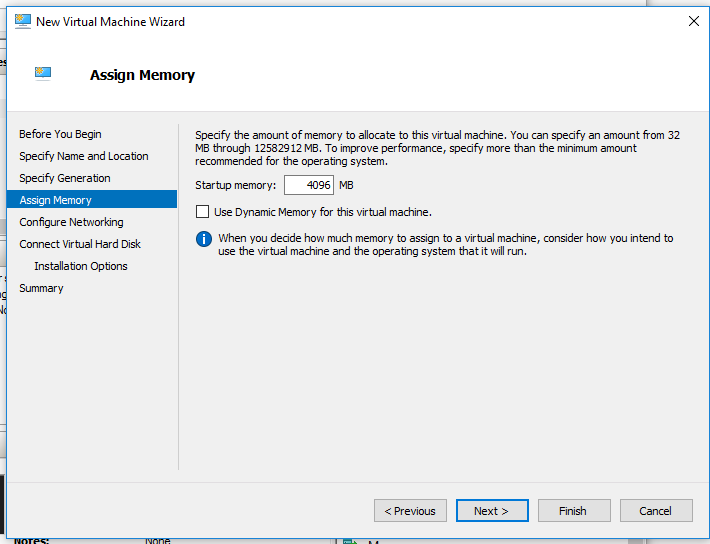 New Virtual Machine Wizard
Assign Memory
Before You Begin
Specify Name and Location
Specify Generation
Assign Memory
Configure Networking
Connect Virtual Hard Disk
Installation Options
Summary
Specify the amount of memory to allocate to this virtual machine. You can specify an amount from 32
MB through 12582912 MB. To improve performance, specify more than the minimum amount
recommended for the operating system.
Startup memory: 4096 MB
Use Dynamic Memory for this virtual machine.
When you decide how much memory to assign to a virtual machine, consider how you intend to
use the virtual machine and the operating system that it will run.
< Previous
Next >
Finish
Cancel
Notes: None